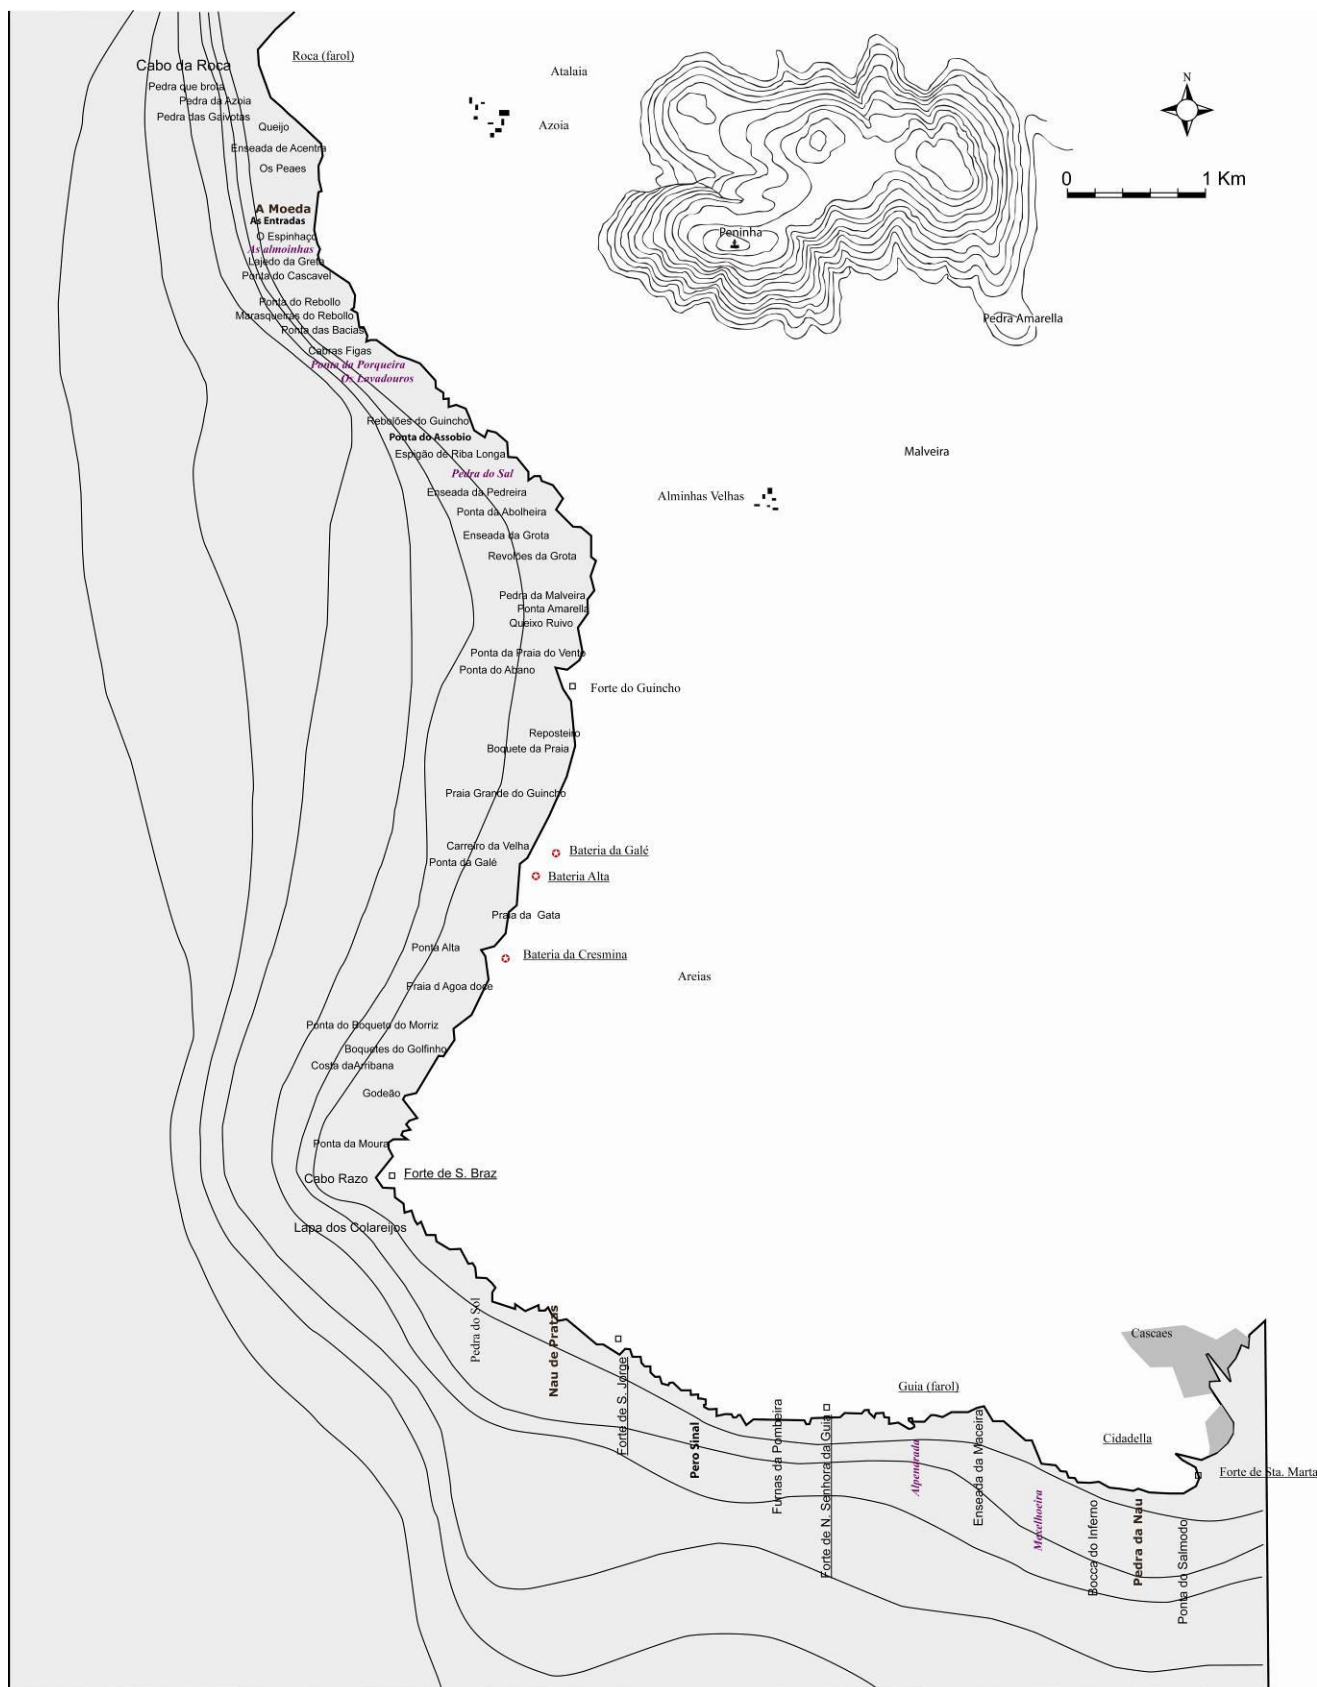 Roca (farol)
Cabo da Roca
Atalaia
Pedra que brota
Pedra da Azoia
Pedra das Gaivotas
Queijo
Azoia
Enseada de Acentra
Os Peaes
N
0 1 Km
A Moeda
As Entradas
O Espinhaço
As almoinhas
Lajedo da Greta
Ponta do Cascavel
Peninha
Ponta do Rebollo
Marasqueiras do Rebollo
Ponta das Bacias
Pedra Amarella
Cabras Figas
Ponta da Porqueira
Os Lavadouros
Rebolões do Guincho
Ponta do Assobio
Espigão de Riba Longa
Malveira
Pedra do Sal
Enseada da Pedreira
Alminhas Velhas
Ponta da Abolheira
Enseada da Grota
Revolões da Grota
Pedra da Malveira
Ponta Amarella
Queixo Ruivo
Ponta da Praia do Vento
Ponta do Abano
Forte do Guincho
Reposteiro
Boquete da Praia
Praia Grande do Guincho
Carreiro da Velha
Bateria da Galé
Ponta da Galé
Bateria Alta
Praia da Gata
Ponta Alta
Bateria da Cresmina
Areias
Praia d Agoa doce
Ponta do Boqueto do Morriz
Boquetes do Golfinho
Costa daArribana
Godeão
Ponta da Moura
Cabo Razo
Forte de S. Braz
Lapa dos Colareijos
Pedra do Sol
Nau de Pratas
Forte de S. Jorge
Pero Sinal
Furnas da Pombeira
Forte de N. Senhora da Guia
Guia (farol)
Alpendrada
Enseada da Maceira
Mexelhoeira
Bocca do Inferno
Pedra da Nau
Ponta do Salmodo
Cascaes
Cidadella
Forte de Sta. Marta